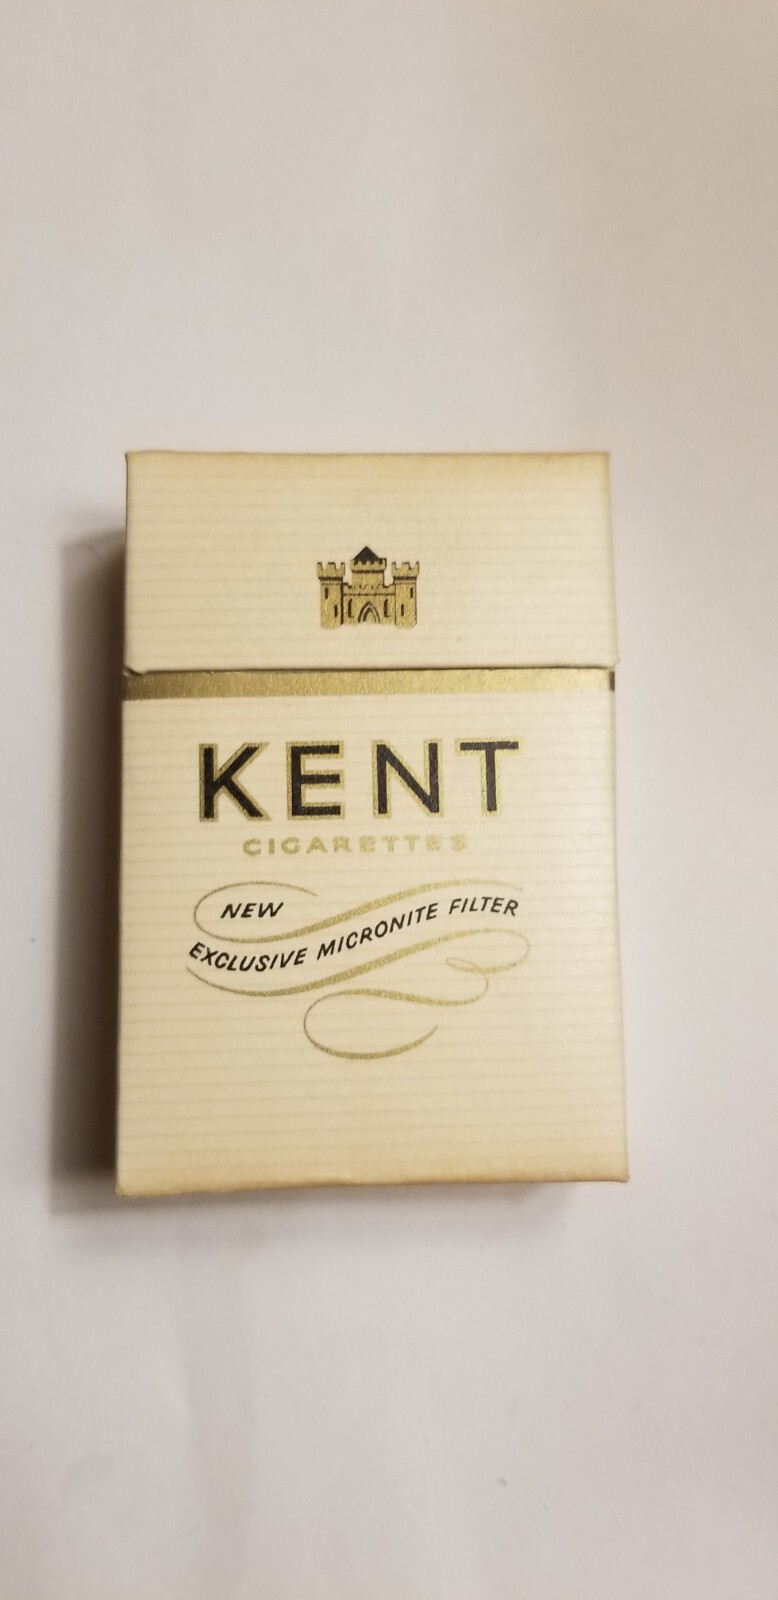 KENT
CIGARETTES
NEW
EXCLUSIVE MICRONITE FILTER